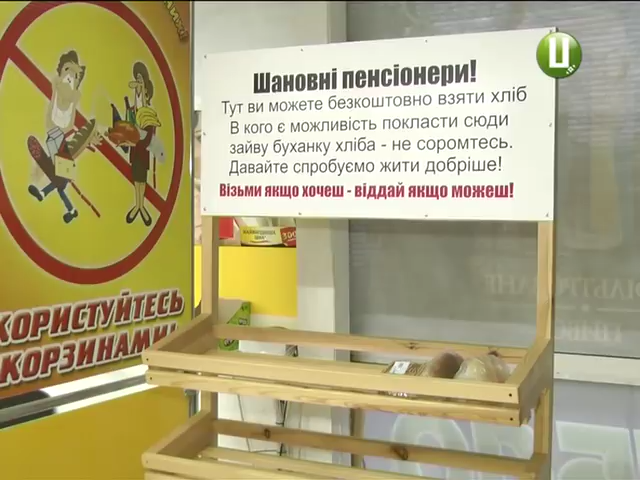 Шановні пенсіонери!
Тут ви можете безкоштовно взяти хліб
В кого є можливість покласти сюди
зайву буханку хліба - не соромтесь.
Давайте спробуємо жити добріше!
Візьми якщо хочеш - віддай якщо можеш!
КОРИСТУЙТЕСЬ
КОРЗИНАМИ!
Ц